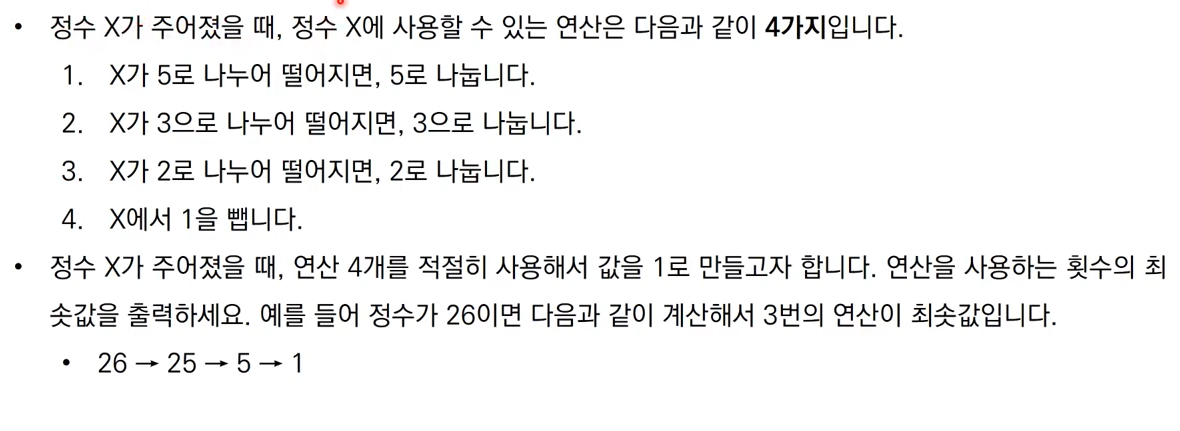 • 정수 X가 주어졌을 때, 정수 X에 사용할 수 있는 연산은 다음과 같이 4가지입니다.
1. X가 5로 나누어 떨어지면, 5로 나눕니다.
2. X가 3으로 나누어 떨어지면, 3으로 나눕니다.
3. X가 2로 나누어 떨어지면, 2로 나눕니다.
4. X에서 1을 뺍니다.
• 정수 X가 주어졌을 때, 연산 4개를 적절히 사용해서 값을 1로 만들고자 합니다. 연산을 사용하는 횟수의 최
솟값을 출력하세요. 예를 들어 정수가 26이면 다음과 같이 계산해서 3번의 연산이 최솟값입니다.
• 26 → 25 → 5 → 1